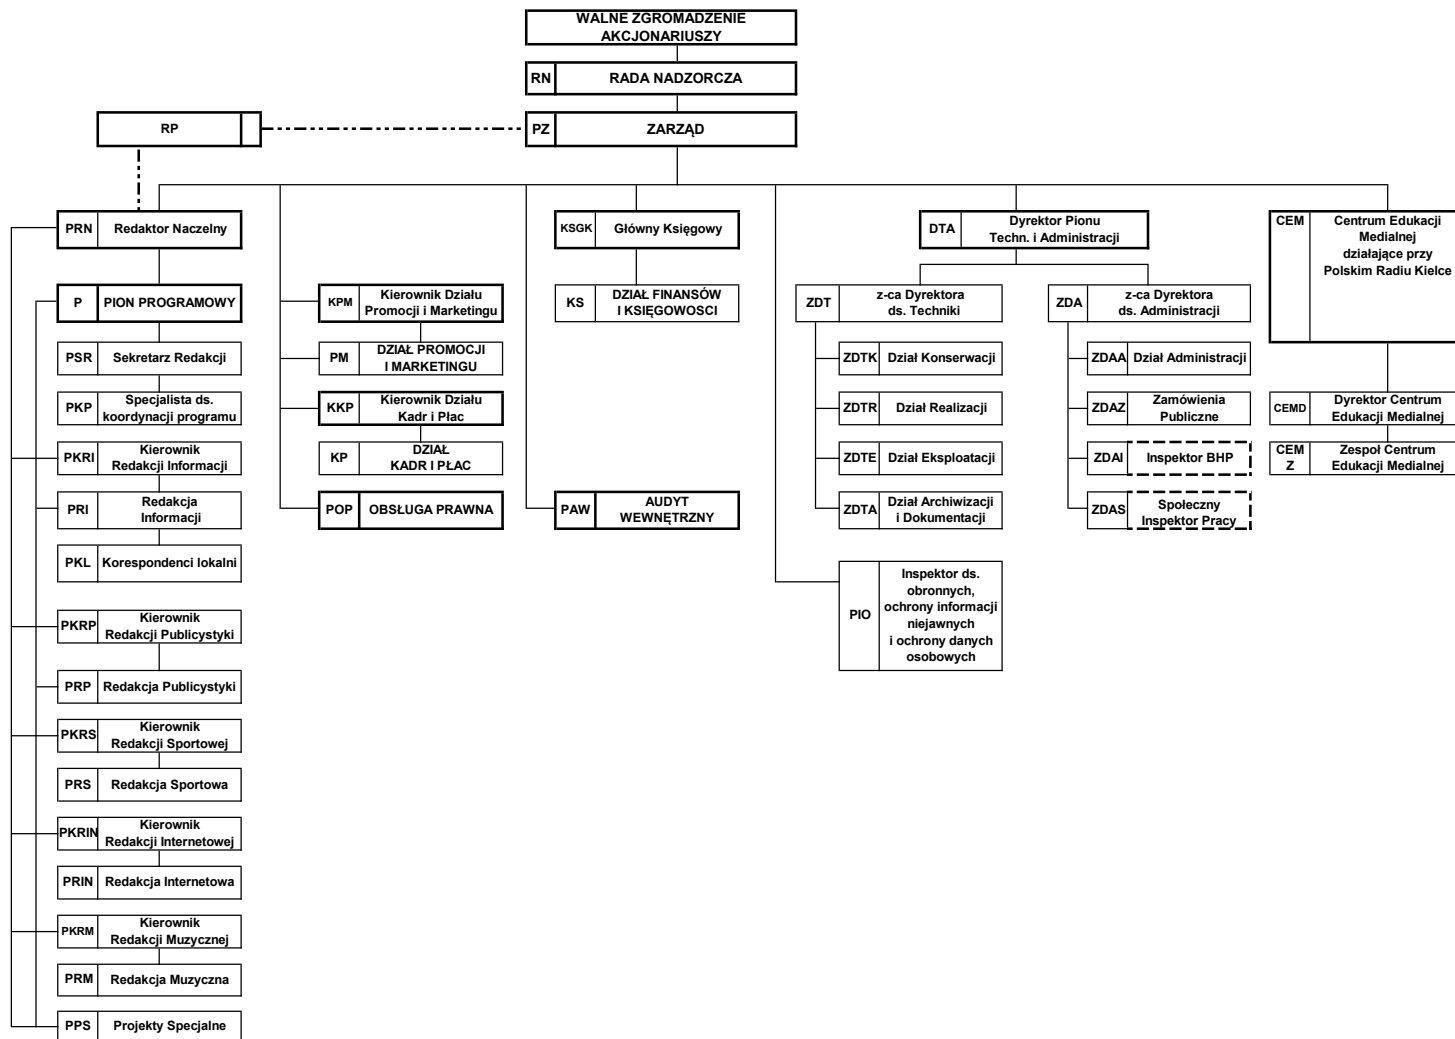 WALNE ZGROMADZENIE
AKCJONARIUSZY
RN RADA NADZORCZA
RP
PZ ZARZĄD
PRN Redaktor Naczelny
P PION PROGRAMOWY
PSR Sekretarz Redakcji
PKP Specjalista ds.
koordynacji programu
PKRI Kierownik
Redakcji Informacji
PRI Redakcja
Informacji
PKL Korespondenci lokalni
PKRP Kierownik
Redakcji Publicystyki
PRP Redakcja Publicystyki
PKRS Kierownik
Redakcji Sportowej
PRS Redakcja Sportowa
PKRIN Kierownik
Redakcji Internetowej
PRIN Redakcja Internetowa
PKRM Kierownik
Redakcji Muzycznej
PRM Redakcja Muzyczna
PPS Projekty Specjalne
KPM Kierownik Działu
Promocji i Marketingu
PM DZIAŁ PROMOCJI
I MARKETINGU
KKP Kierownik Działu
Kadr i Płac
KP DZIAŁ
KADR I PŁAC
POP OBSŁUGA PRAWNA
KSGK Główny Księgowy
KS DZIAŁ FINANSÓW
I KSIĘGOWOSCI
PAW AUDYT
WEWNĘTRZNY
DTA Dyrektor Pionu
Techn. i Administracji
ZDT z-ca Dyrektora
ds. Techniki
ZDTK Dział Konserwacji
ZDTR Dział Realizacji
ZDTE Dział Eksploatacji
ZDTA Dział Archiwizacji
i Dokumentacji
PIO Inspektor ds.
obronnych,
ochrony informacji
niejawnych
i ochrony danych
osobowych
ZDA z-ca Dyrektora
ds. Administracji
ZDAA Dział Administracji
ZDAZ Zamówienia
Publiczne
ZDAI Inspektor BHP
ZDAS Społeczny
Inspektor Pracy
CEM Centrum Edukacji
Medialnej
działające przy
Polskim Radiu Kielce
CEMD Dyrektor Centrum
Edukacji Medialnej
CEM Zespoł Centrum
Z Edukacji Medialnej